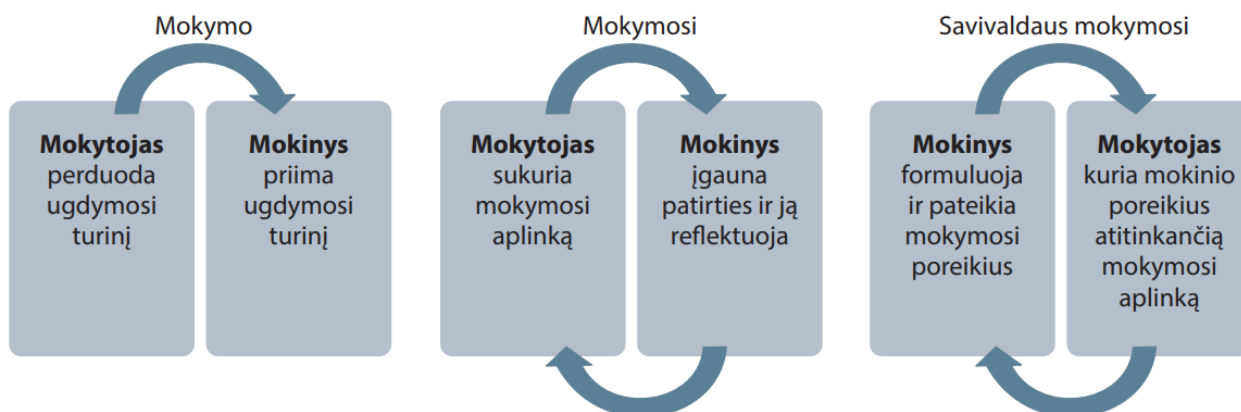 Mokymo
Mokytojas
perduoda
ugdymosi
turinį
Mokinys
priima
ugdymosi
turinį
Mokymosi
Mokytojas
sukuria
mokymosi
aplinką
Mokinys
įgauna
patirties ir ją
reflektuoja
Savivaldaus mokymosi
Mokinys
formuluoja
ir pateikia
mokymosi
poreikius
Mokytojas
kuria mokinio
poreikius
atitinkančią
mokymosi
aplinką